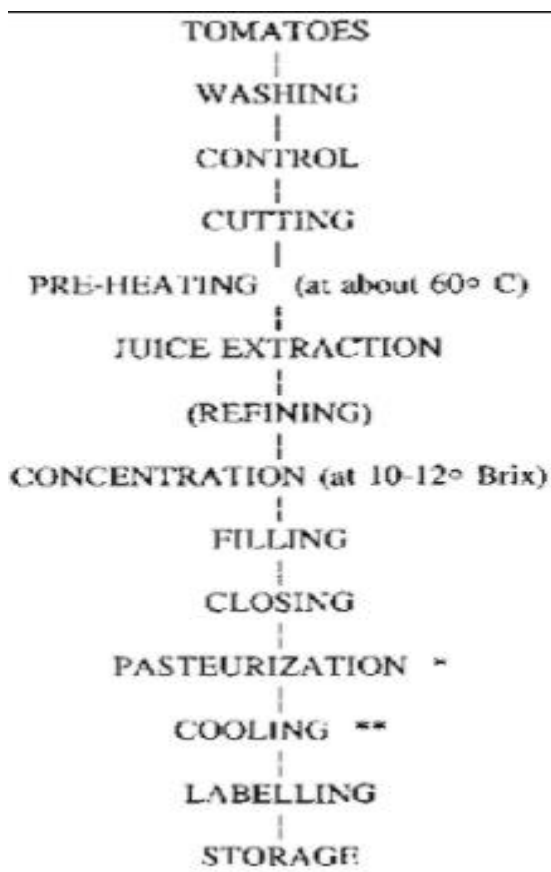 TOMATOES
WASHING
CONTROL
CUTTING
PRE-HEATING (at about 60° C)
JUICE EXTRACTION
(REFINING)
CONCENTRATION (at 10-12° Brix)
FILLING
CLOSING
PASTEURIZATION *
COOLING **
LABELLING
STORAGE